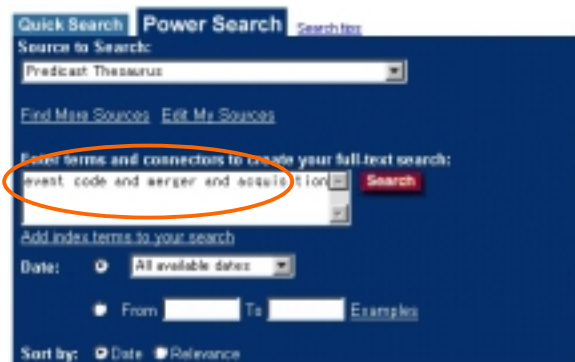 Quick Search Power Search Search tips
Source to Search:
Predicast Thesaurus
Find More Sources Edit My Sources
Enter terms and connectors to create your full-text search:
event code and merger and acquisition Search
Add index terms to your search
Date: All available dates
From To Examples
Sort by: Date Relevance